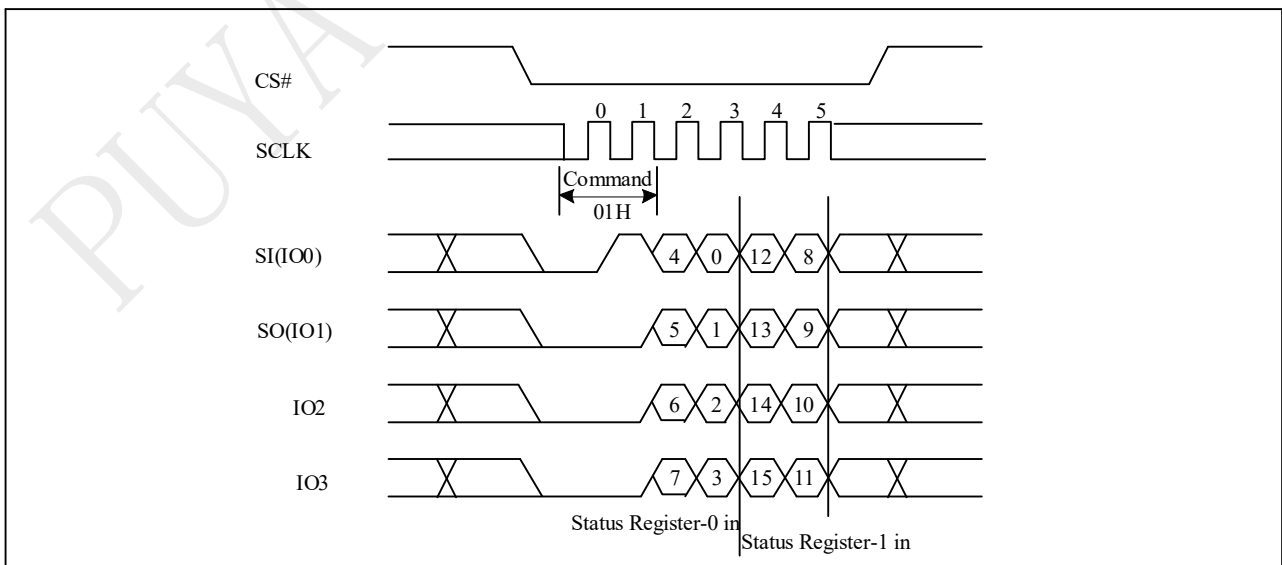 PUYA
CS#
0 1 2 3 4 5
SCLK
Command
01H
SI(IO0) 4 0 12 8
SO(IO1) 5 1 13 9
IO2 6 2 14 10
IO3 7 3 15 11
Status Register-0 in
Status Register-1 in